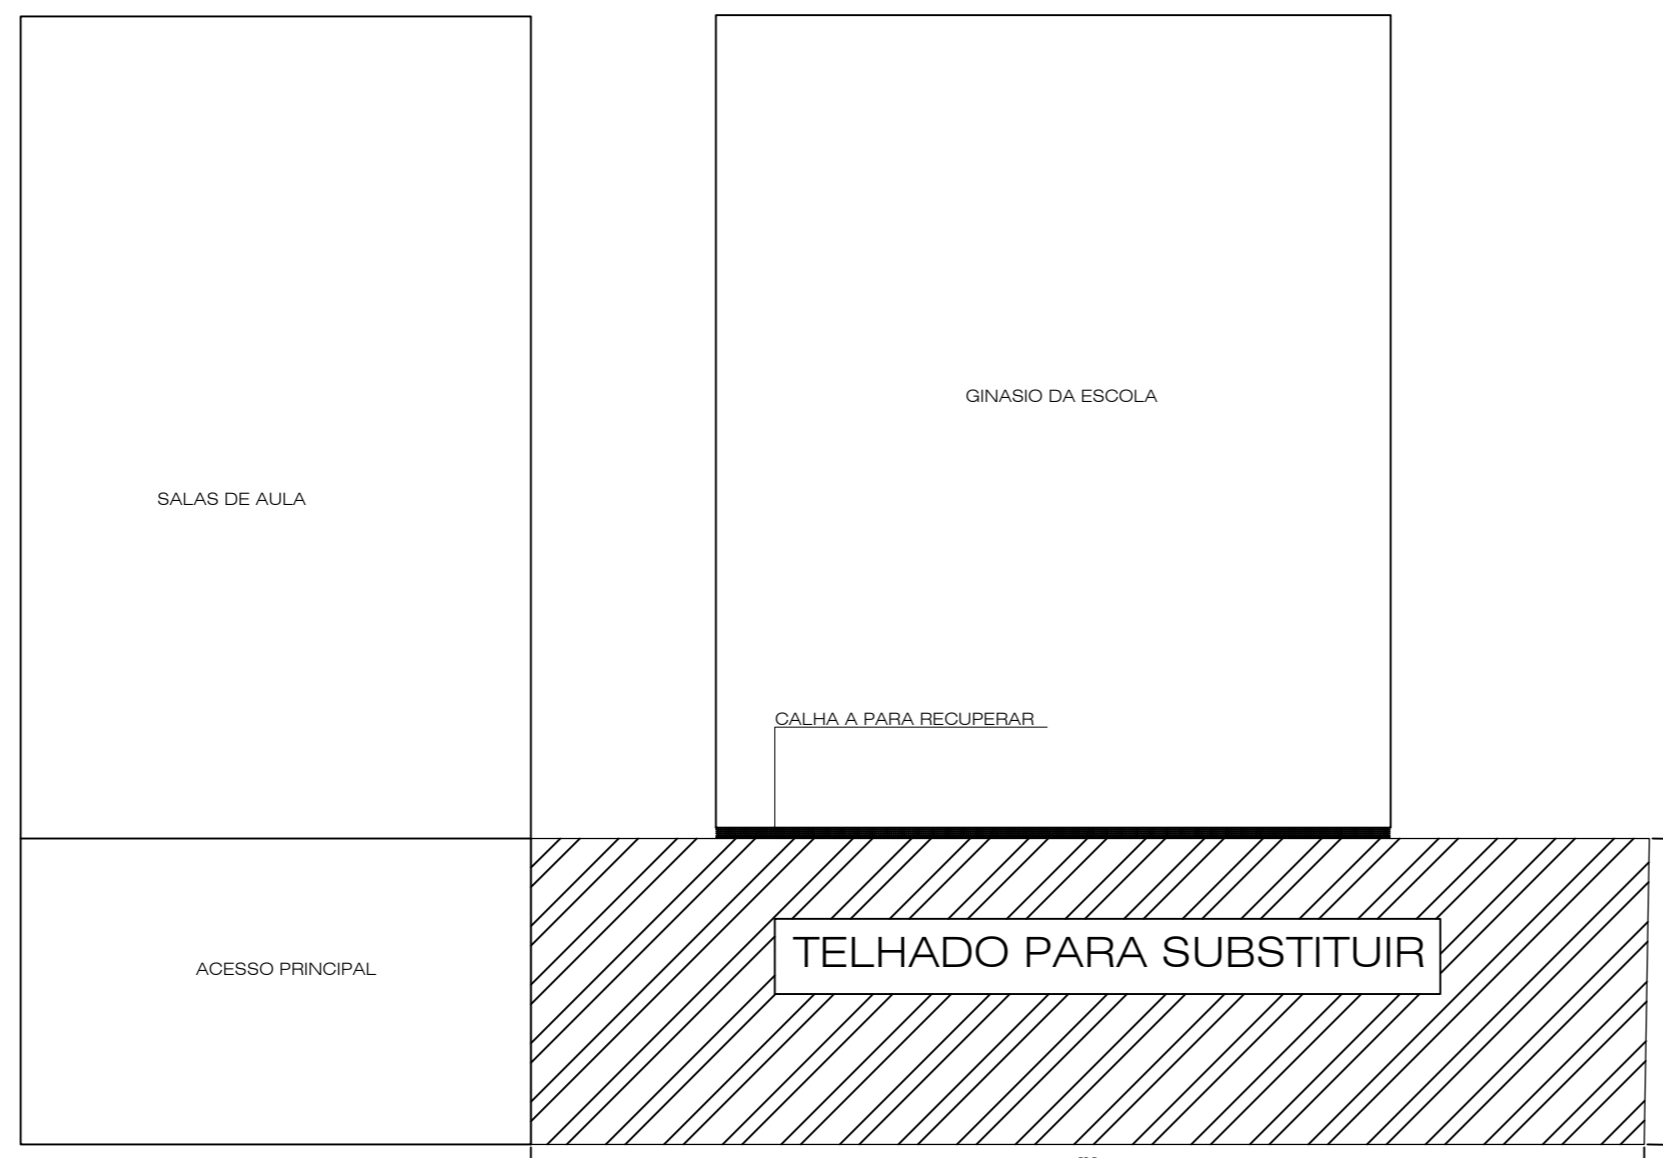 GINASIO DA ESCOLA
SALAS DE AULA
CALHA A PARA RECUPERAR
TELHADO PARA SUBSTITUIR
ACESSO PRINCIPAL